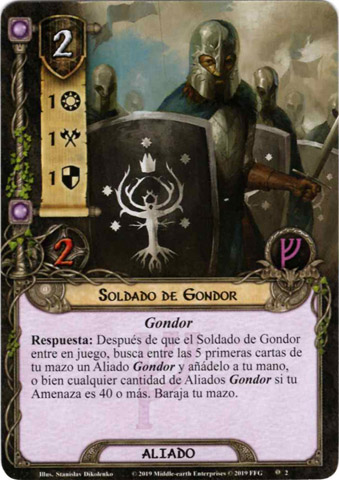 2
1
1
1
2
SOLDADO DE GONDOR
Gondor
Respuesta: Después de que el Soldado de Gondor
entre en juego, busca entre las 5 primeras cartas
de tu mazo un Aliado Gondor y añádelo a tu mano,
o bien cualquier cantidad de Aliados Gondor si tu
Amenaza es 40 o más. Baraja tu mazo.
ALIADO
Illus. Stanislav Dikolenko © 2019 Middle-earth Enterprises © 2019 FFG 2